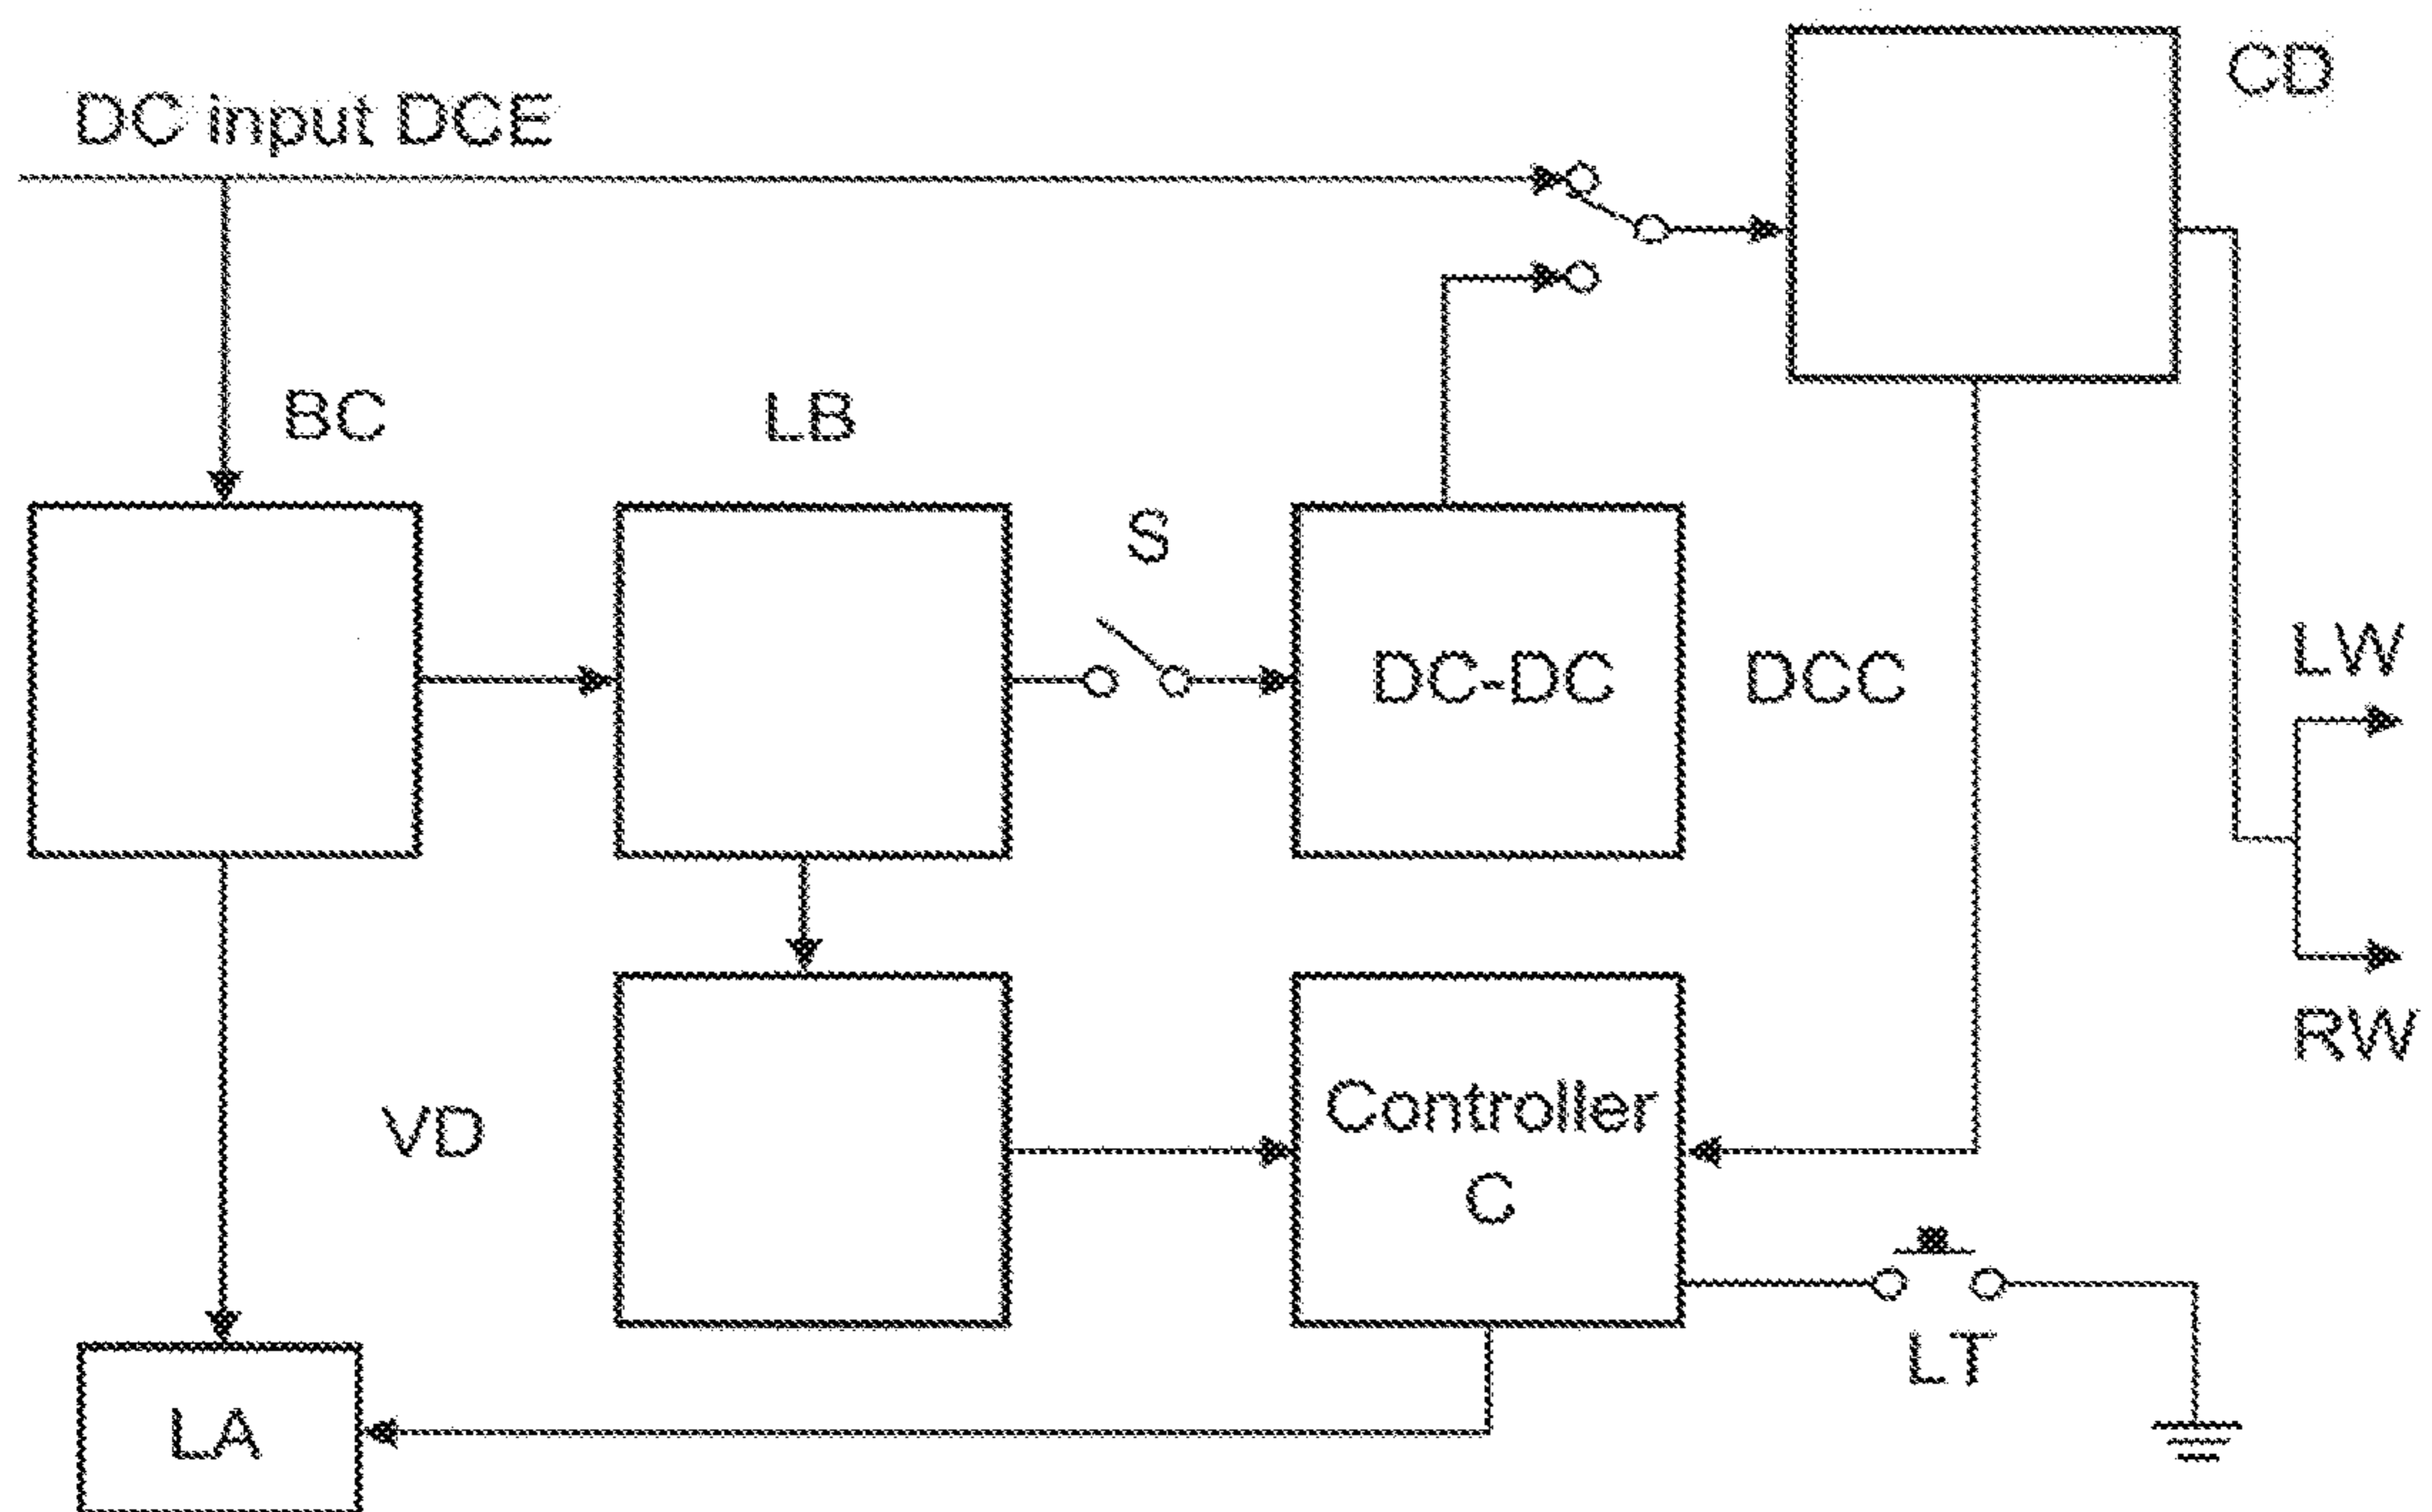 CD
DC input DCE
BC
LB
S
DC-DC
DCC
LW
RW
VD
Controller
C
LT
LA